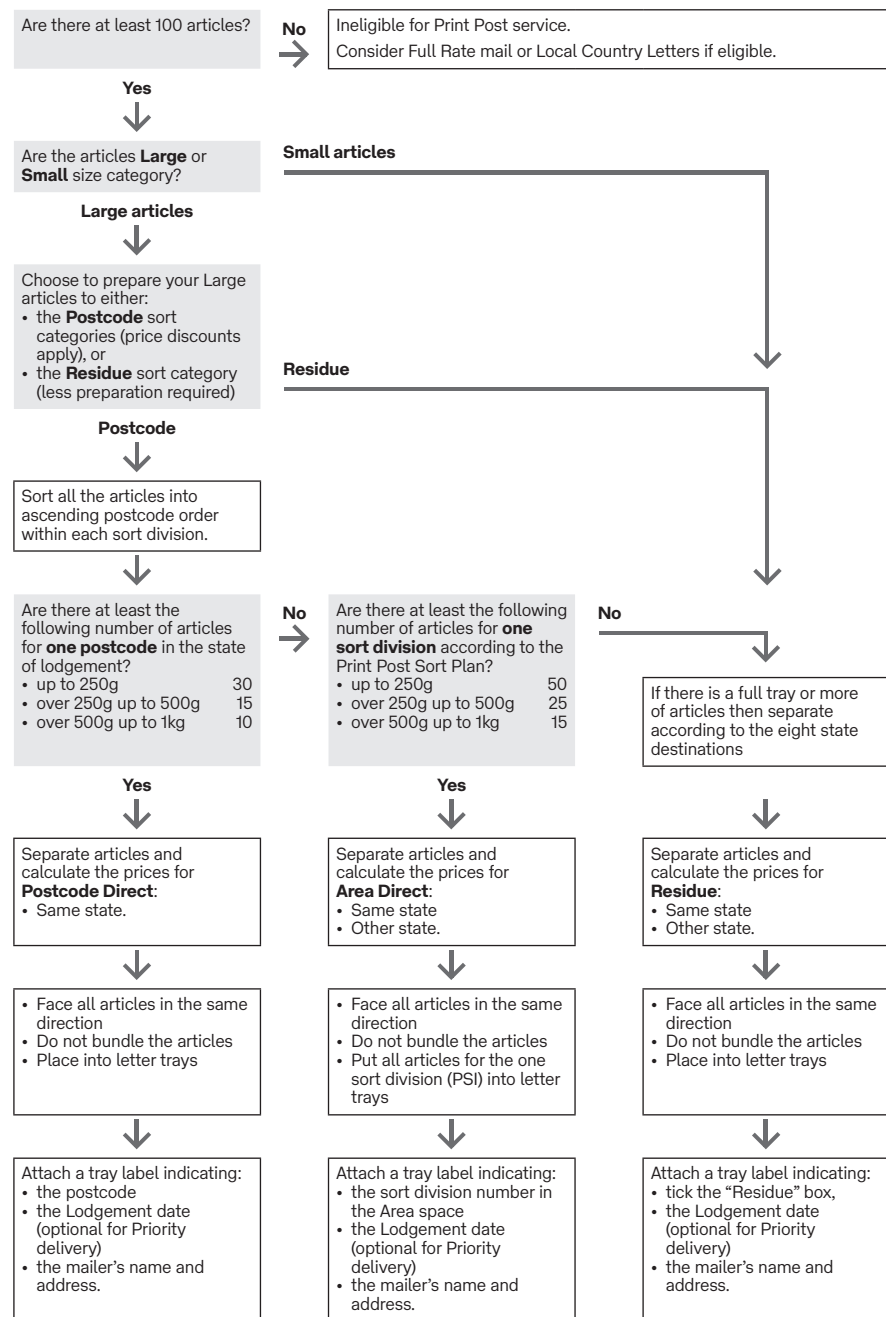 Are there at least 100 articles?
No
Ineligible for Print Post service.
Consider Full Rate mail or Local Country Letters if eligible.
Yes
Are the articles Large or
Small size category?
Small articles
Large articles
Choose to prepare your Large
articles to either:
• the Postcode sort
categories (price discounts
apply), or
• the Residue sort category
(less preparation required)
Residue
Postcode
Sort all the articles into
ascending postcode order
within each sort division.
Are there at least the
following number of articles
for one postcode in the state
of lodgement?
• up to 250g 30
• over 250g up to 500g 15
• over 500g up to 1kg 10
No
Are there at least the following
number of articles for one
sort division according to the
Print Post Sort Plan?
• up to 250g 50
• over 250g up to 500g 25
• over 500g up to 1kg 15
No
If there is a full tray or more
of articles then separate
according to the eight state
destinations
Yes
Yes
Separate articles and
calculate the prices for
Postcode Direct:
• Same state.
Separate articles and
calculate the prices for
Area Direct:
• Same state
• Other state.
Separate articles and
calculate the prices for
Residue:
• Same state
• Other state.
• Face all articles in the same
direction
• Do not bundle the articles
• Place into letter trays
• Face all articles in the same
direction
• Do not bundle the articles
• Put all articles for the one
sort division (PSI) into letter
trays
• Face all articles in the same
direction
• Do not bundle the articles
• Place into letter trays
Attach a tray label indicating:
• the postcode
• the Lodgement date
(optional for Priority
delivery)
• the mailer's name and
address.
Attach a tray label indicating:
• the sort division number in
the Area space
• the Lodgement date
(optional for Priority
delivery)
• the mailer's name and
address.
Attach a tray label indicating:
• tick the “Residue” box,
• the Lodgement date
(optional for Priority
delivery)
• the mailer's name and
address.